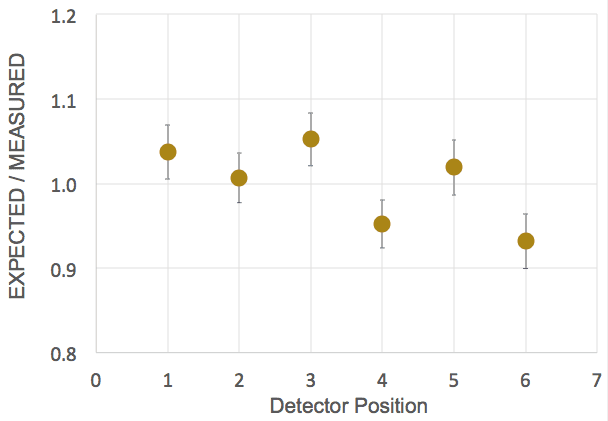 EXPECTED / MEASURED
1.2
1.1
1.0
0.9
0.8
0 1 2 3 4 5 6 7
Detector Position